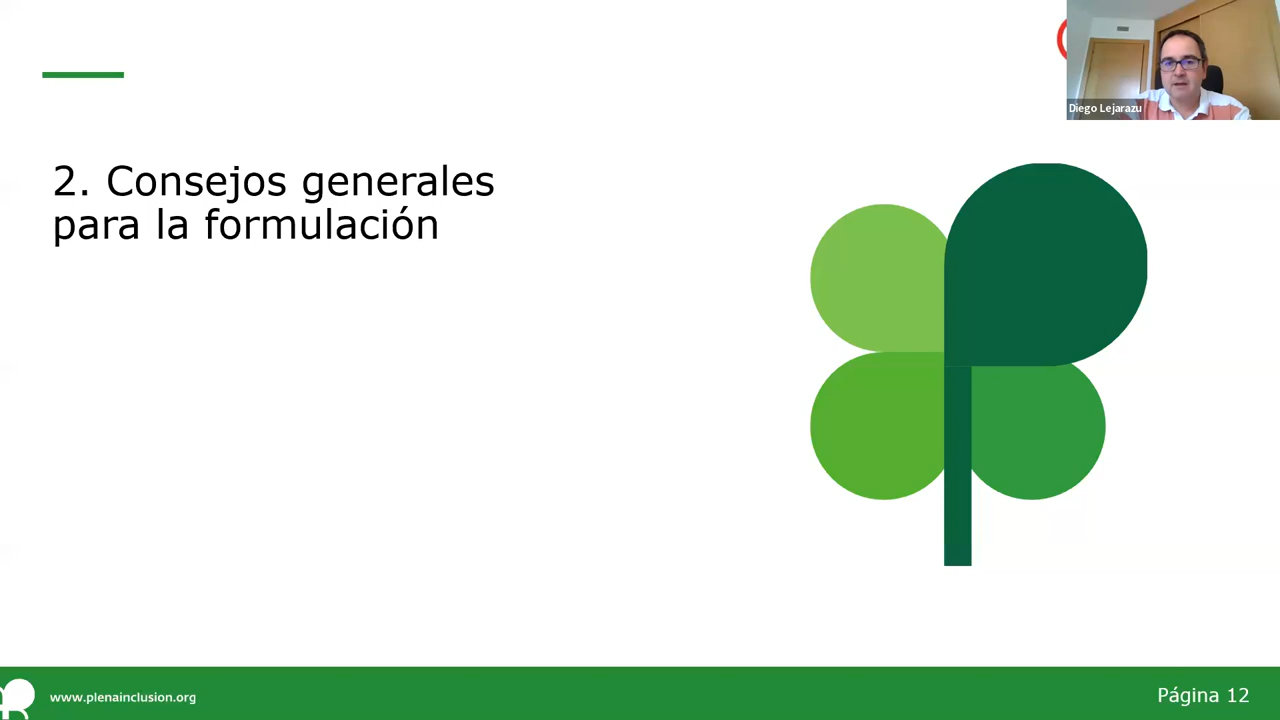 Diego Lejarazu
2. Consejos generales
para la formulación
www.plenainclusion.org
Página 12